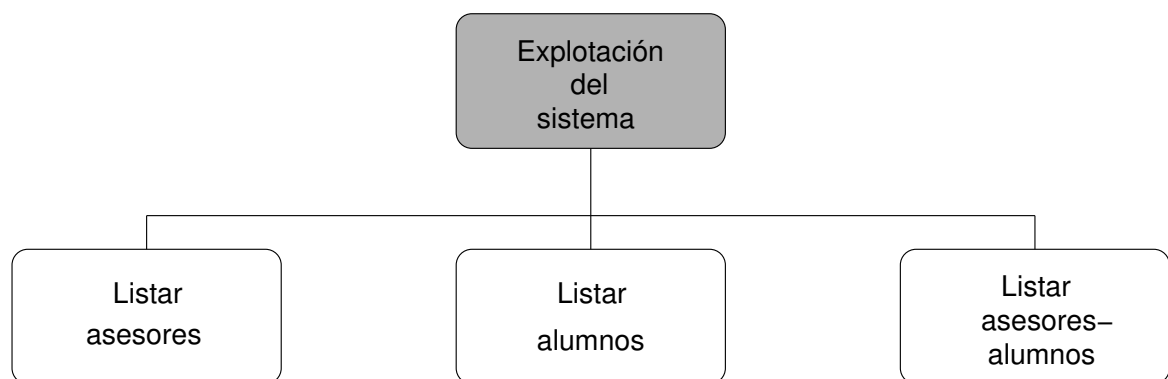 Explotación
del
sistema
Listar
asesores
Listar
alumnos
Listar
asesores−
alumnos